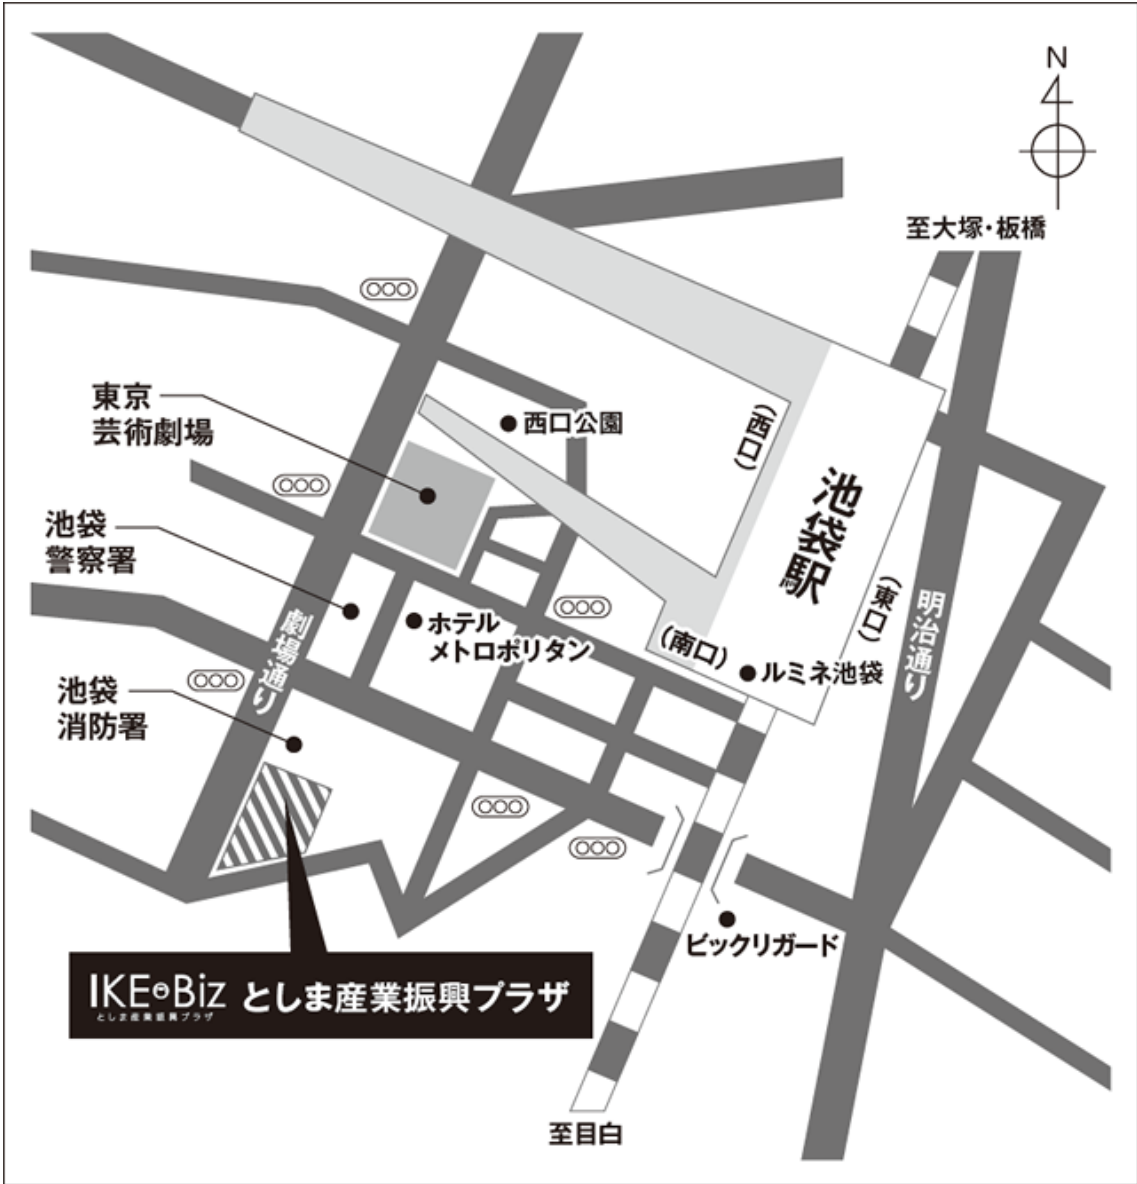 N
至大塚・板橋
東京
芸術劇場
西口公園
(西口)
池袋駅
池袋
警察署
(東口)
明治通り
劇場通り
ホテル
メトロポリタン
(南口)
ルミネ池袋
池袋
消防署
ビックリガード
IKE・Biz としま産業振興プラザ
としま産業振興プラザ
至目白